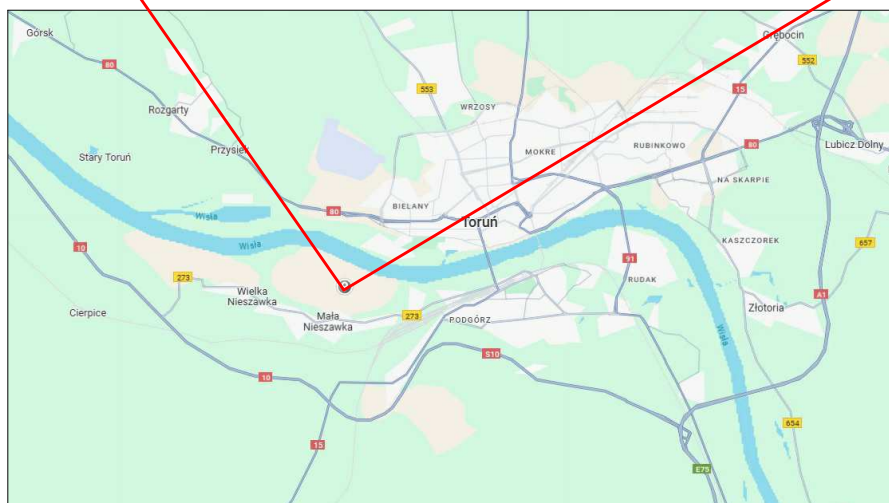 Górsk
80
Grębocin
552
553
15
WRZOSY
Rozgarty
Przysiek
MOKRE
RUBINKOWO
80
Lubicz Dolny
Stary Toruń
NA SKARPIE
BIELANY
Wisła
80
Toruń
Wisła
KASZCZOREK
657
10
273
91
RUDAK
Wielka
Nieszawka
A1
Złotoria
Cierpice
Mała
Nieszawka
273
PODGÓRZ
Wisła
S10
10
654
15
E75